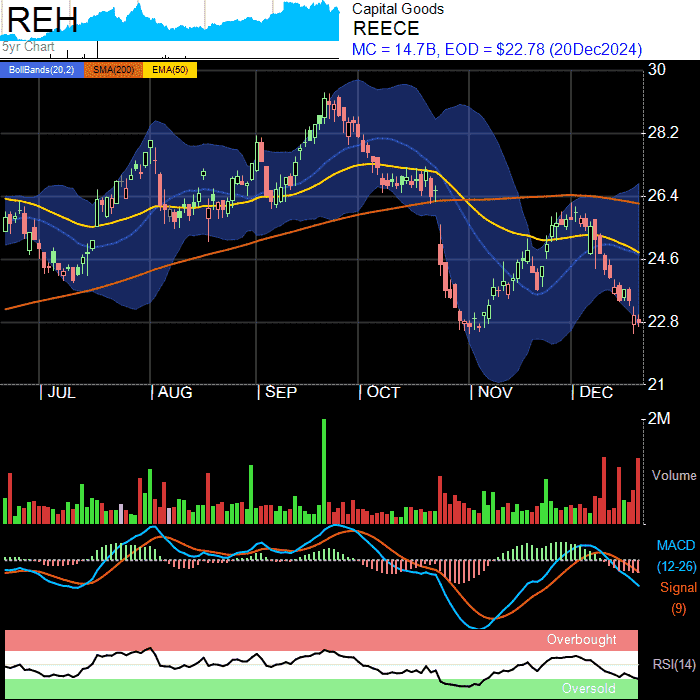 REH
5yr Chart
Capital Goods
REECE
MC = 14.7B, EOD = $22.78 (20Dec2024)
BollBands(20,2) SMA(200) EMA(50)
30
28.2
26.4
24.6
22.8
21
JUL AUG SEP OCT NOV DEC
2M
Volume
MACD
(12-26)
Signal
(9)
Overbought
RSI(14)
Oversold